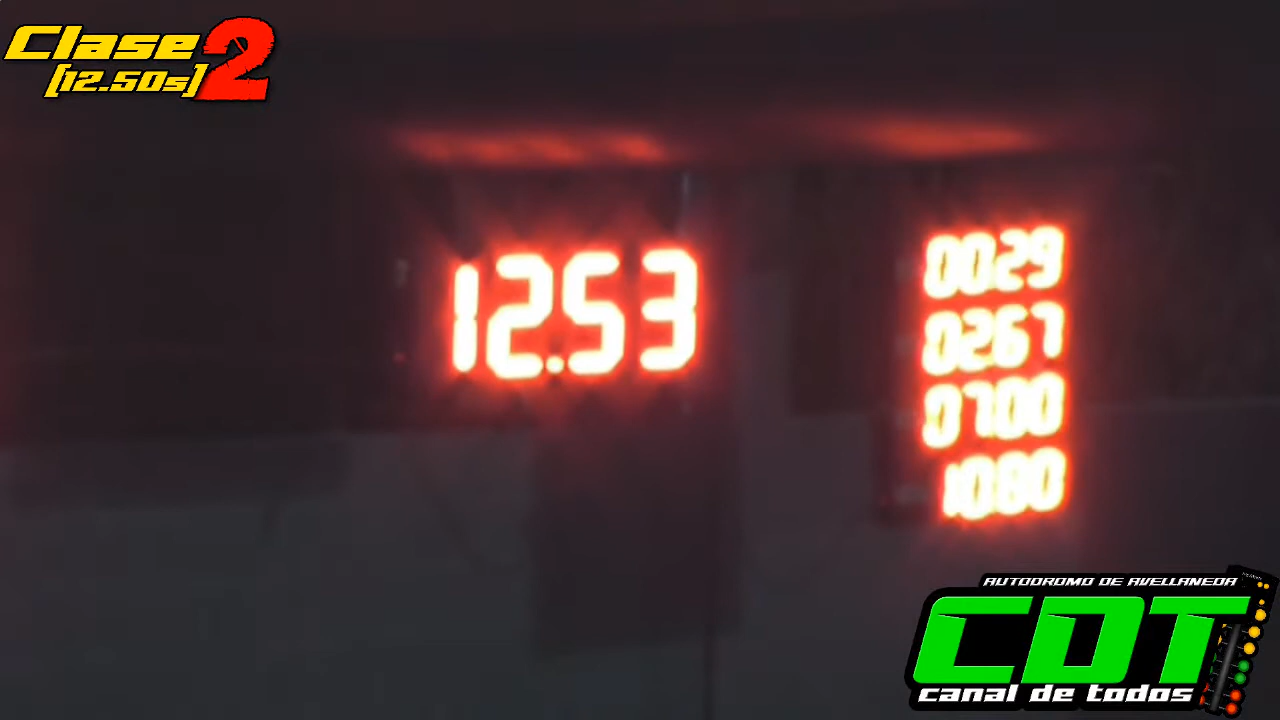 Clase 2
[12.50s]
12.53
0029
0267
0700
1080
AUTODROMO DE AVELLANEDA
CDT
canal de todos